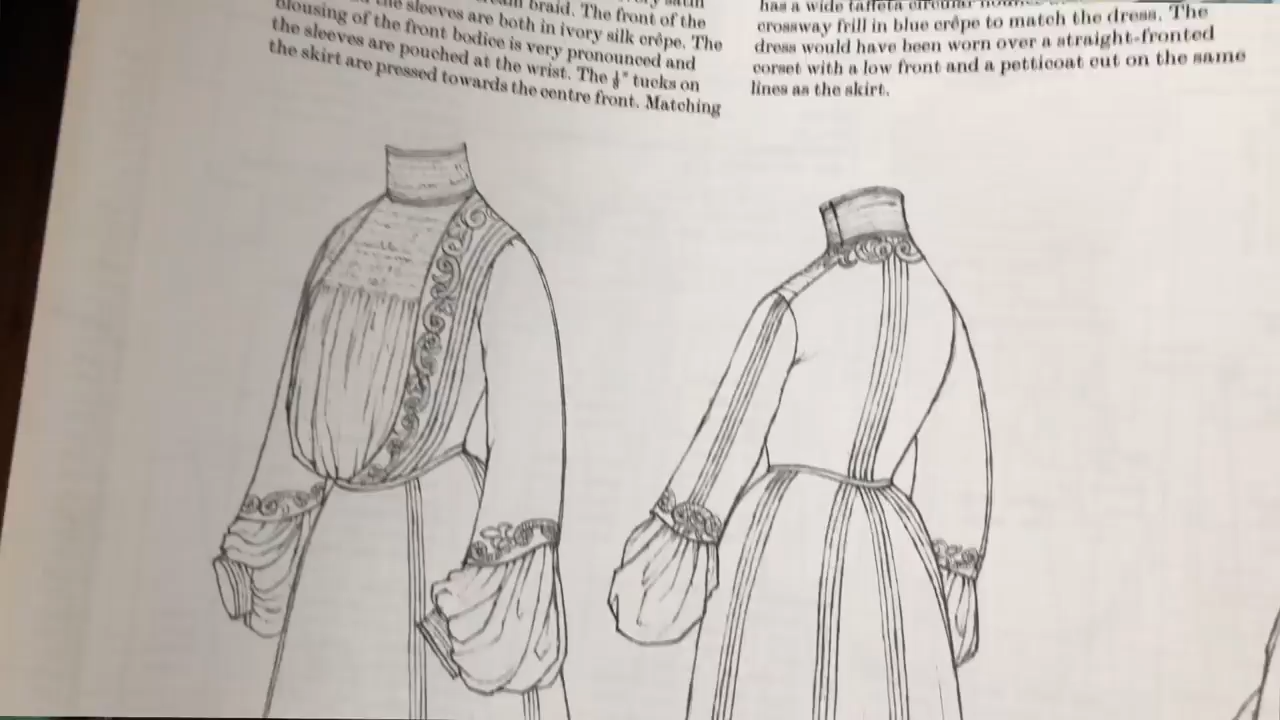 braid. The front of the
the sleeves are both in ivory silk crêpe. The
blousing of the front bodice is very pronounced and
the sleeves are pouched at the wrist. The ⅛" tucks on
the skirt are pressed towards the centre front. Matching
has a wide taffeta circular
crossway frill in blue crêpe to match the dress. The
dress would have been worn over a straight-fronted
corset with a low front and a petticoat cut on the same
lines as the skirt.